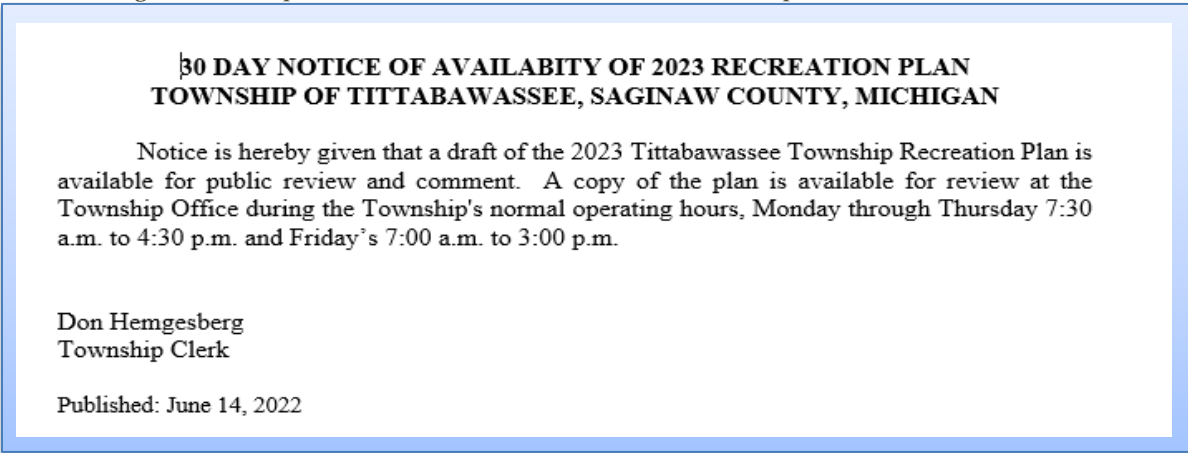 30 DAY NOTICE OF AVAILABITY OF 2023 RECREATION PLAN
TOWNSHIP OF TITTABAWASSEE, SAGINAW COUNTY, MICHIGAN
Notice is hereby given that a draft of the 2023 Tittabawassee Township Recreation Plan is
available for public review and comment.  A copy of the plan is available for review at the
Township Office during the Township's normal operating hours, Monday through Thursday 7:30
a.m. to 4:30 p.m. and Friday’s 7:00 a.m. to 3:00 p.m.
Don Hemgesberg
Township Clerk
Published: June 14, 2022